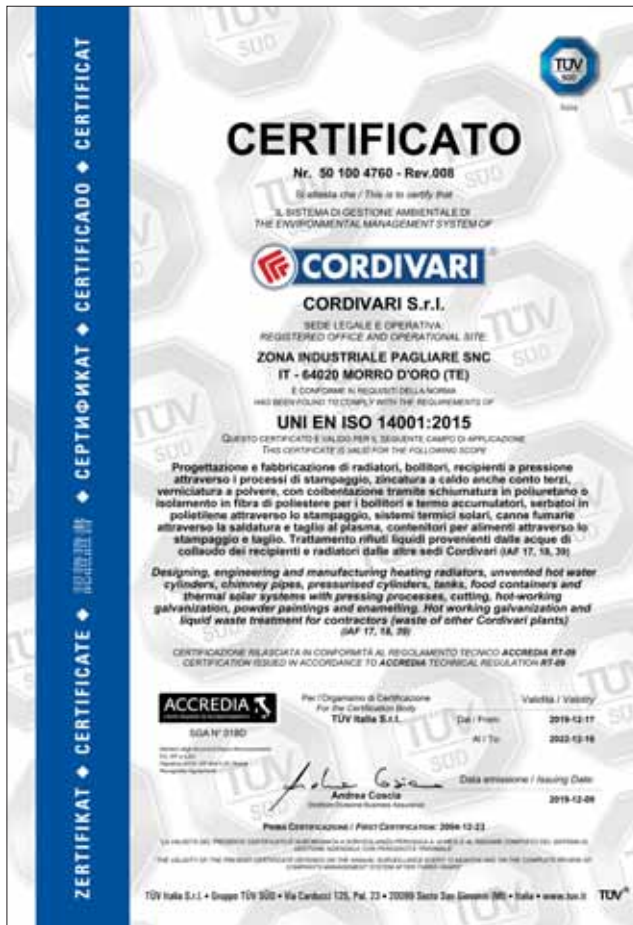 TÜV
SÜD
Italia
CERTIFICATO
Nr. 50 100 4760 - Rev.008
Si attesta che / This is to certify that
IL SISTEMA DI GESTIONE AMBIENTALE DI
THE ENVIRONMENTAL MANAGEMENT SYSTEM OF
CORDIVARI
CORDIVARI S.r.l.
SEDE LEGALE E OPERATIVA:
REGISTERED OFFICE AND OPERATIONAL SITE:
ZONA INDUSTRIALE PAGLIARE SNC
IT - 64020 MORRO D'ORO (TE)
È CONFORME AI REQUISITI DELLA NORMA
HAS BEEN FOUND TO COMPLY WITH THE REQUIREMENTS OF
UNI EN ISO 14001:2015
QUESTO CERTIFICATO È VALIDO PER IL SEGUENTE CAMPO DI APPLICAZIONE
THIS CERTIFICATE IS VALID FOR THE FOLLOWING SCOPE
Progettazione e fabbricazione di radiatori, bollitori, recipienti a pressione
attraverso i processi di stampaggio, zincatura a caldo anche conto terzi,
verniciatura a polvere, con coibentazione tramite schiumatura in poliuretano o
isolamento in fibra di poliestere per i bollitori e termo accumulatori, serbatoi in
polietilene attraverso lo stampaggio, sistemi termici solari, canne fumarie
attraverso la saldatura e taglio al plasma, contenitori per alimenti attraverso lo
stampaggio e taglio. Trattamento rifiuti liquidi provenienti dalle acque di
collaudo dei recipienti e radiatori dalle altre sedi Cordivari (IAF 17, 18, 39)
Designing, engineering and manufacturing heating radiators, unvented hot water
cylinders, chimney pipes, pressurised cylinders, tanks, food containers and
thermal solar systems with pressing processes, cutting, hot-working
galvanization, powder paintings and enamelling. Hot working galvanization and
liquid waste treatment for contractors (waste of other Cordivari plants)
(IAF 17, 18, 39)
CERTIFICAZIONE RILASCIATA IN CONFORMITÀ AL REGOLAMENTO TECNICO ACCREDIA RT-09
CERTIFICATION ISSUED IN ACCORDANCE TO ACCREDIA TECHNICAL REGULATION RT-09
ACCREDIA
SGA N° 018D
Per l'Organismo di Certificazione
For the Certification Body
TÜV Italia S.r.l.
Validità / Validity
Dal / From: 2019-12-17
Al / To: 2022-12-16
Andrea Coscia
Data emissione / Issuing Date
2019-12-09
PRIMA CERTIFICAZIONE / FIRST CERTIFICATION: 2004-12-23
TÜV Italia S.r.l. • Gruppo TÜV SÜD • Via Carducci 125, Pal. 23 • 20099 Sesto San Giovanni (MI) • Italia • www.tuv.it TÜV®
ZERTIFIKAT ◆ CERTIFICATE ◆ 認證證書 ◆ СЕРТИФИКАТ ◆ CERTIFICADO ◆ CERTIFICAT